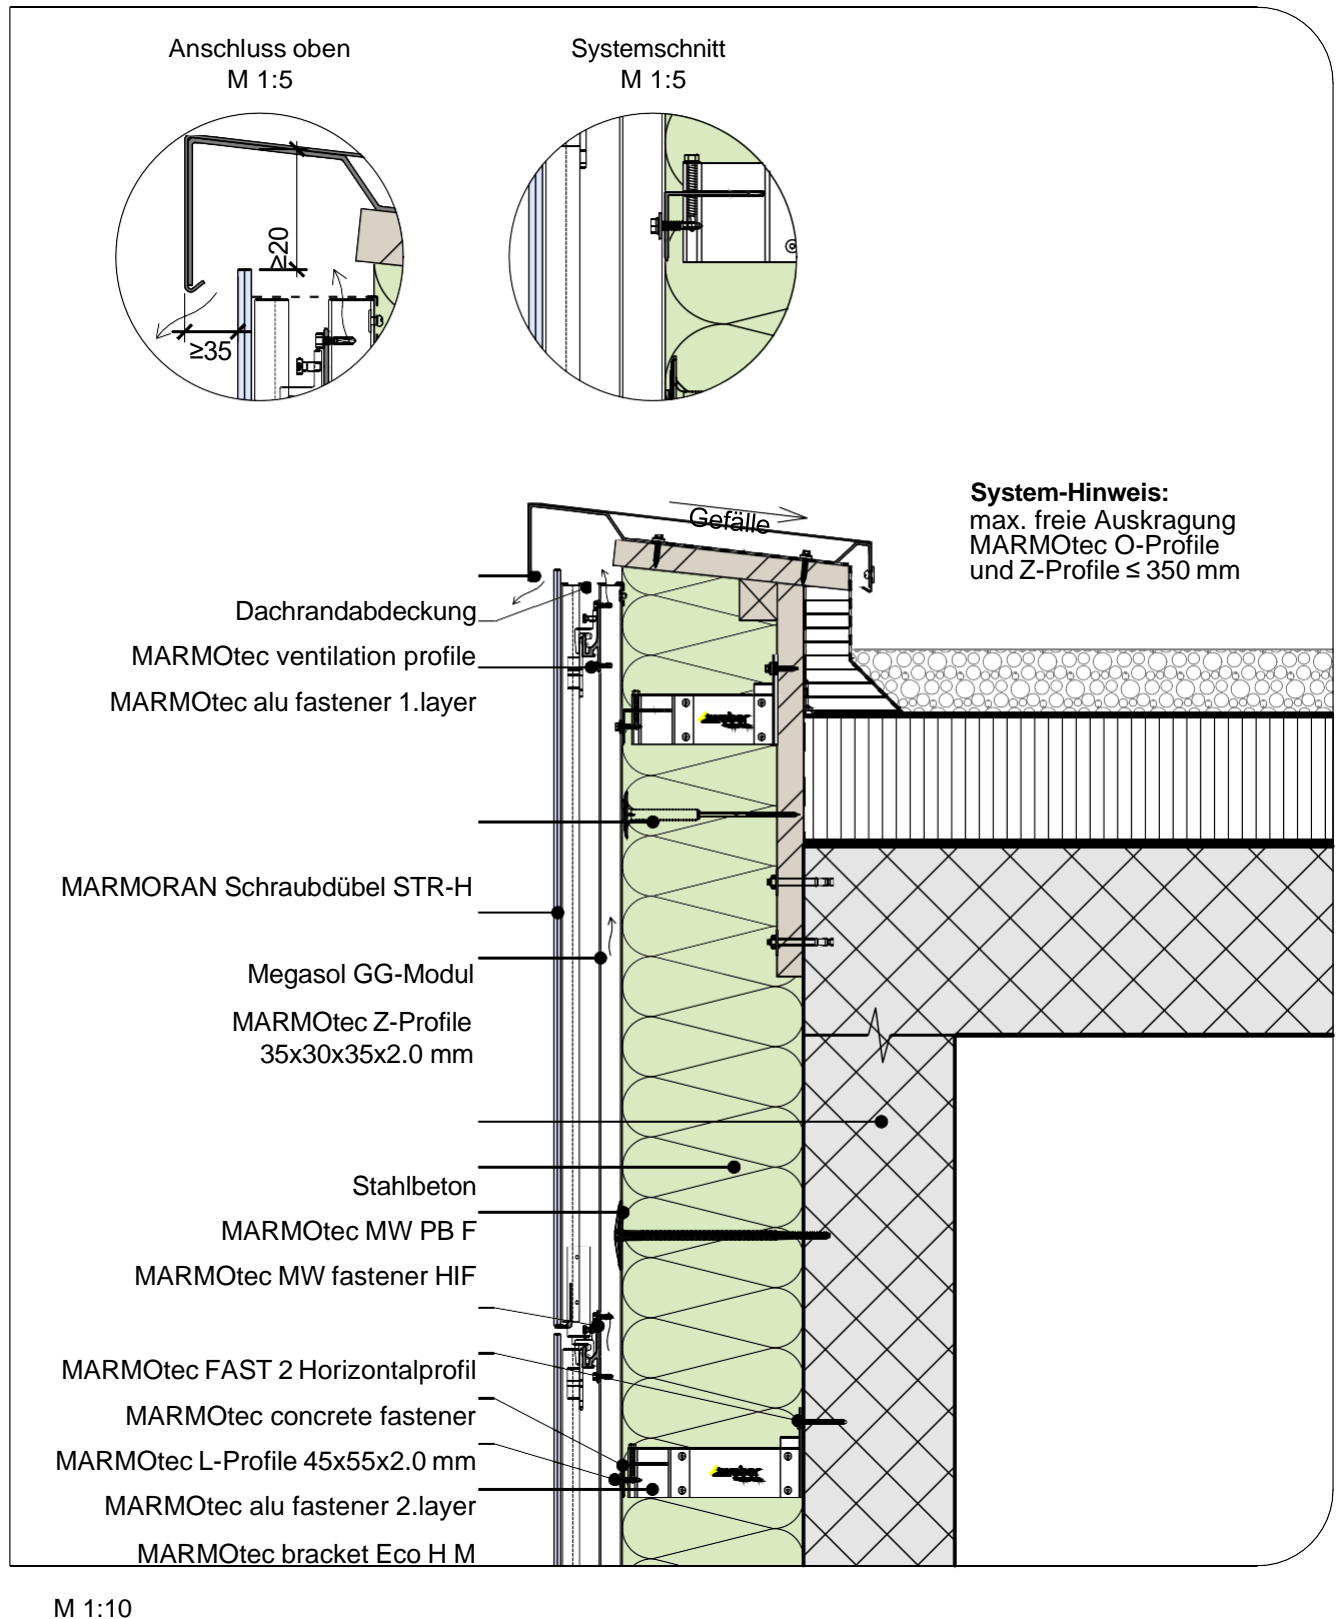 Anschluss oben
M 1:5
Systemschnitt
M 1:5
≥20
≥35
System-Hinweis:
max. freie Auskragung
MARMOtec O-Profile
und Z-Profile ≤ 350 mm
Gefälle
Dachrandabdeckung
MARMOtec ventilation profile
MARMOtec alu fastener 1.layer
MARMORAN Schraubdübel STR-H
Megasol GG-Modul
MARMOtec Z-Profile
35x30x35x2.0 mm
Stahlbeton
MARMOtec MW PB F
MARMOtec MW fastener HIF
MARMOtec FAST 2 Horizontalprofil
MARMOtec concrete fastener
MARMOtec L-Profile 45x55x2.0 mm
MARMOtec alu fastener 2.layer
MARMOtec bracket Eco H M
M 1:10